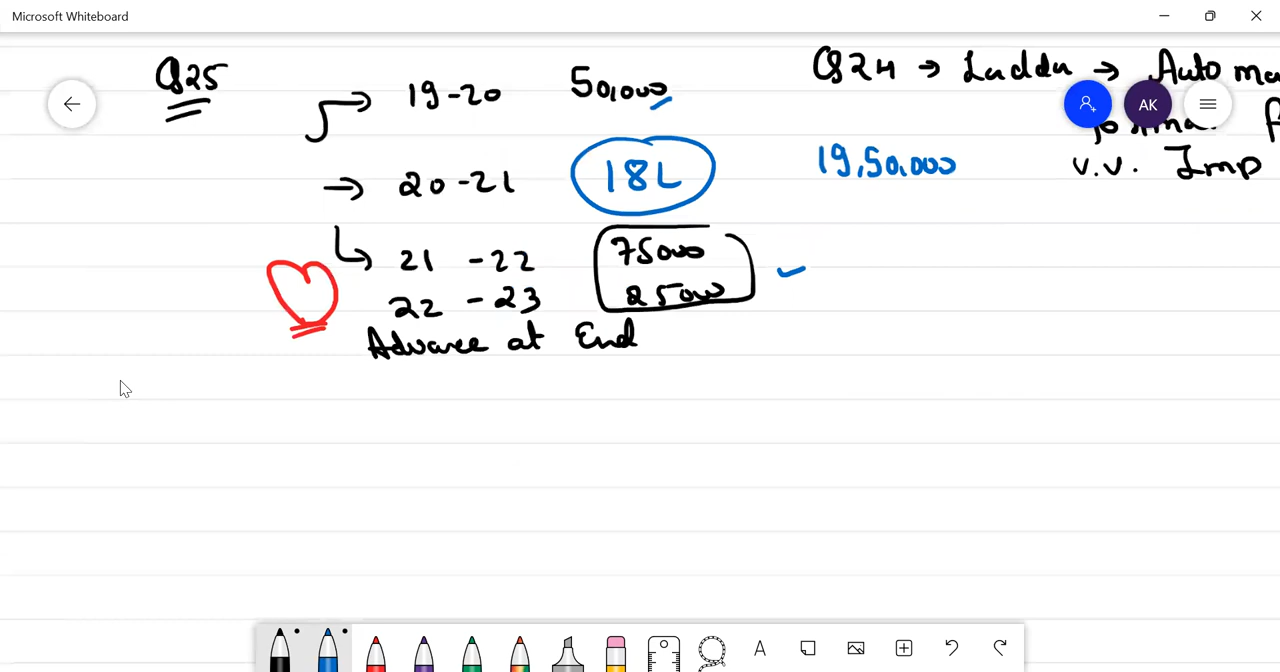 Microsoft Whiteboard
Q25
19-20 50,000
20-21 18L
21-22 75000
22-23 25000
Advance at End
Q24 → Laddu → Auto ma
19,50,000
v.v. Imp
AK
A